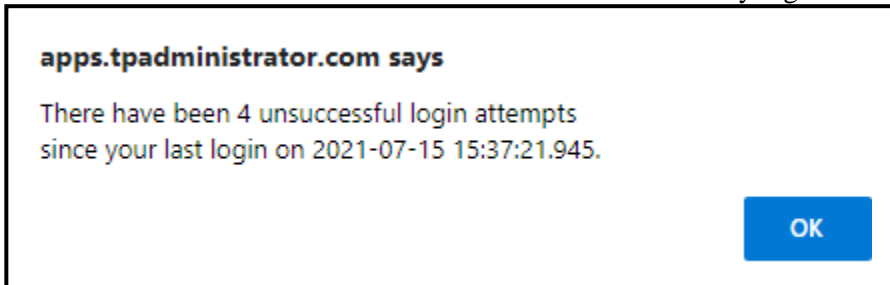 apps.tpadministrator.com says
There have been 4 unsuccessful login attempts
since your last login on 2021-07-15 15:37:21.945.
OK